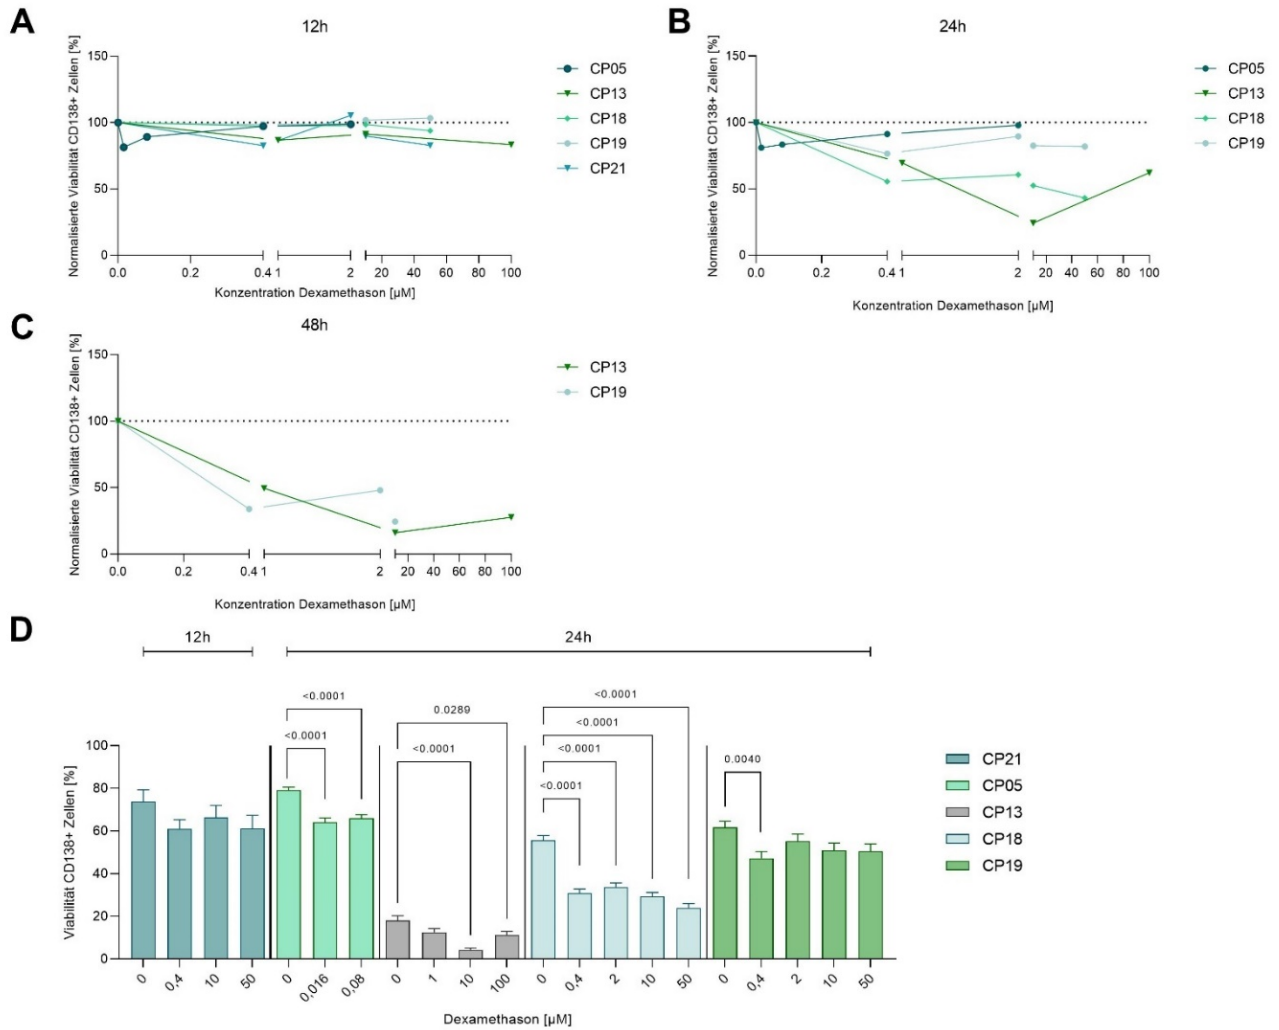 A
12h
Normalisierte Viabilität CD138+ Zellen [%]
150
100
50
0
0.0 0.2 0.4 1 2 20 40 60 80 100
Konzentration Dexamethason [µM]
CP05
CP13
CP18
CP19
CP21
B
24h
Normalisierte Viabilität CD138+ Zellen [%]
150
100
50
0
0.0 0.2 0.4 1 2 20 40 60 80 100
Konzentration Dexamethason [µM]
CP05
CP13
CP18
CP19
C
48h
Normalisierte Viabilität CD138+ Zellen [%]
150
100
50
0
0.0 0.2 0.4 1 2 20 40 60 80 100
Konzentration Dexamethason [µM]
CP13
CP19
D
12h 24h
<0.0001
<0.0001
0.0289
<0.0001
<0.0001
<0.0001
<0.0001
<0.0001
0.0040
Viabilität CD138+ Zellen [%]
100
80
60
40
20
0
0 0,4 10 50 0 0,016 0,08 0 1 10 100 0 0,4 2 10 50 0 0,4 2 10 50
Dexamethason [µM]
CP21
CP05
CP13
CP18
CP19